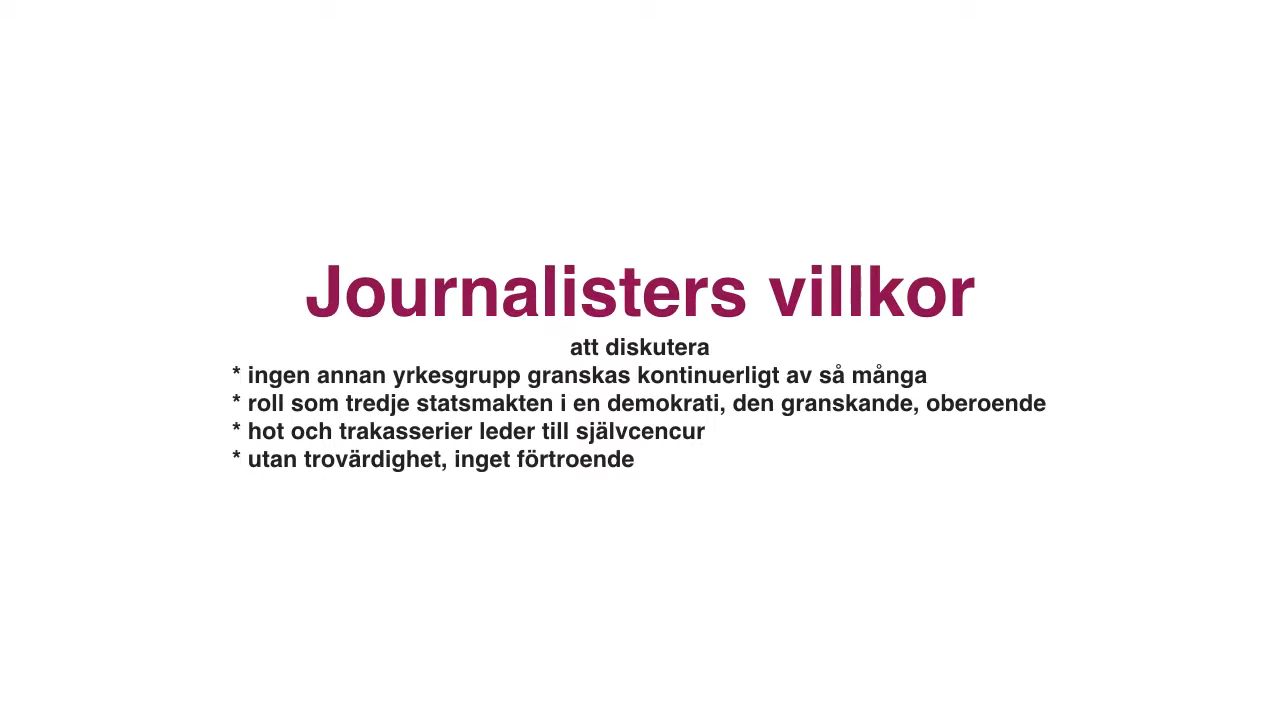 Journalisters villkor
att diskutera
* ingen annan yrkesgrupp granskas kontinuerligt av så många
* roll som tredje statsmakten i en demokrati, den granskande, oberoende
* hot och trakasserier leder till självcencur
* utan trovärdighet, inget förtroende